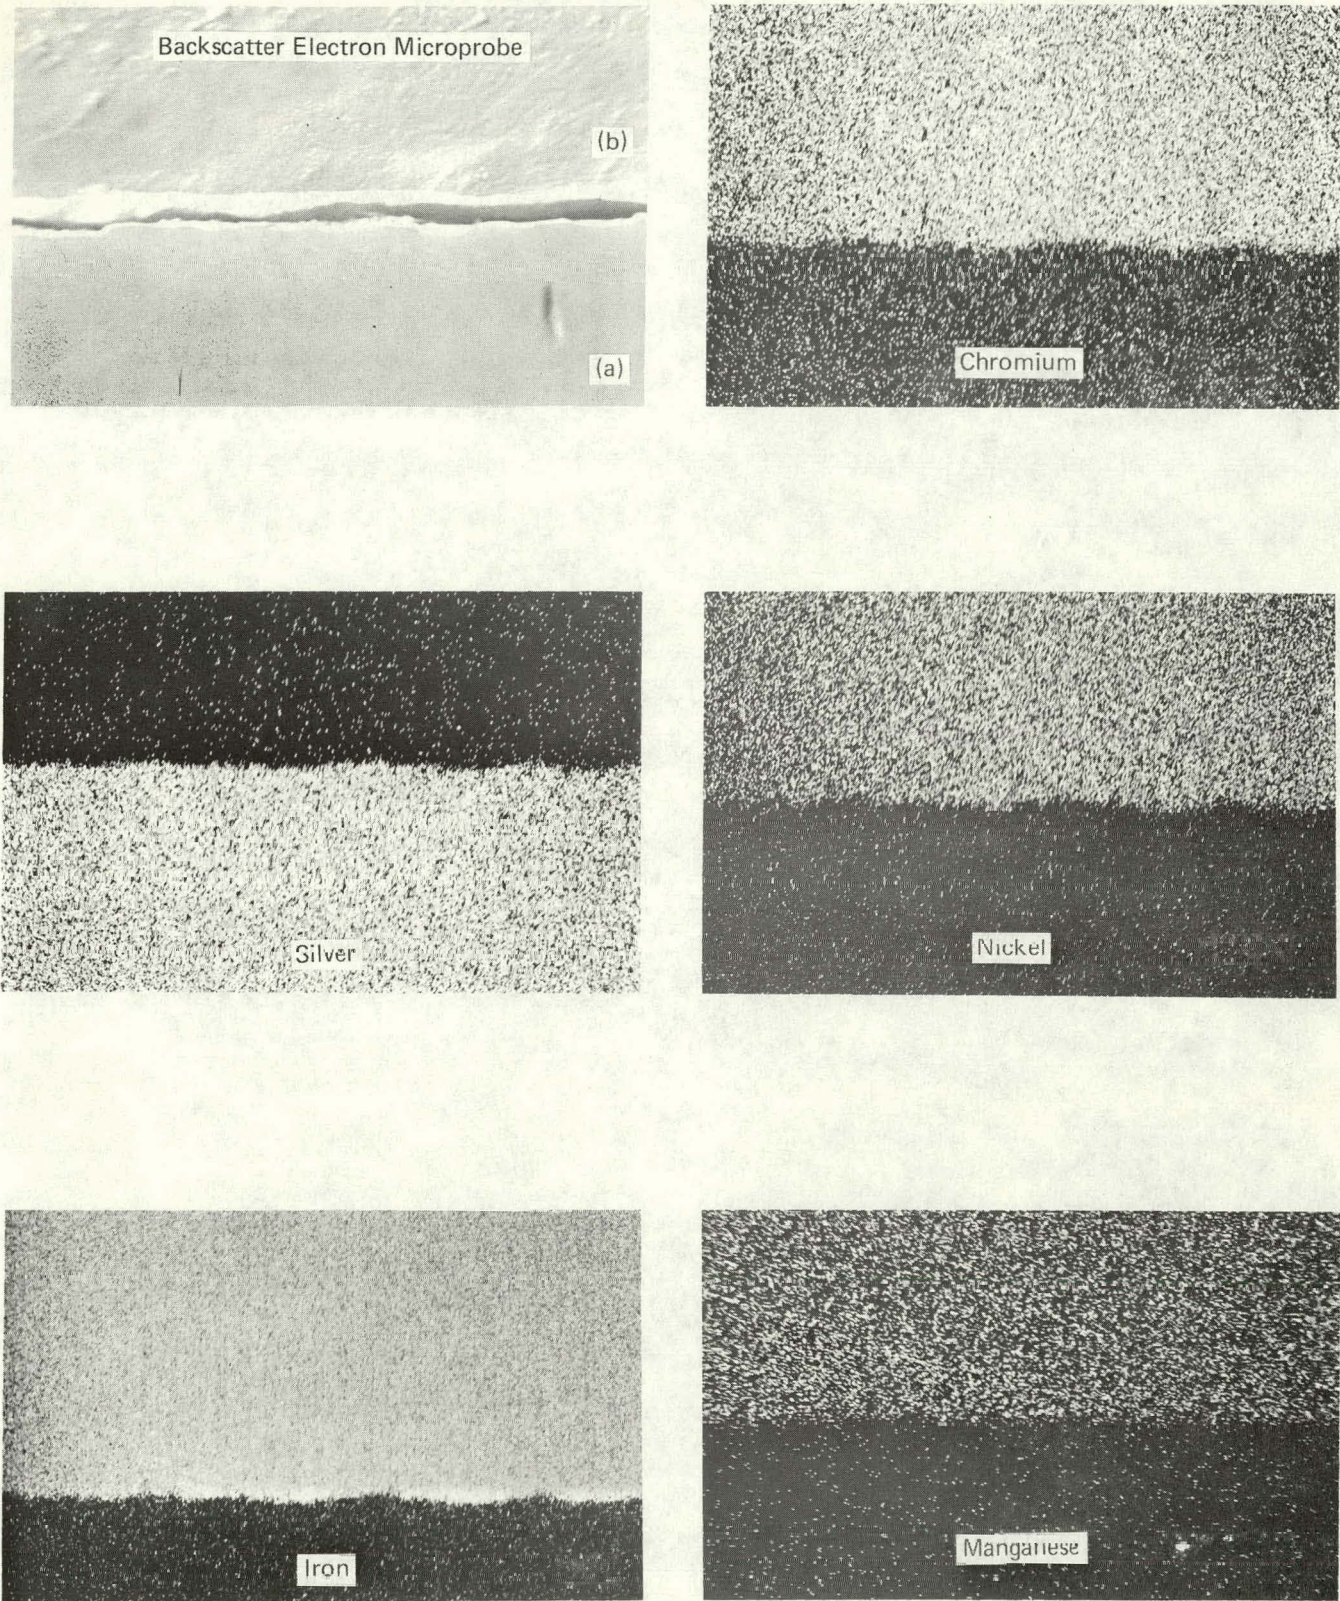 Backscatter Electron Microprobe
(b)
(a)
Chromium
Silver
Nickel
Iron
Manganese